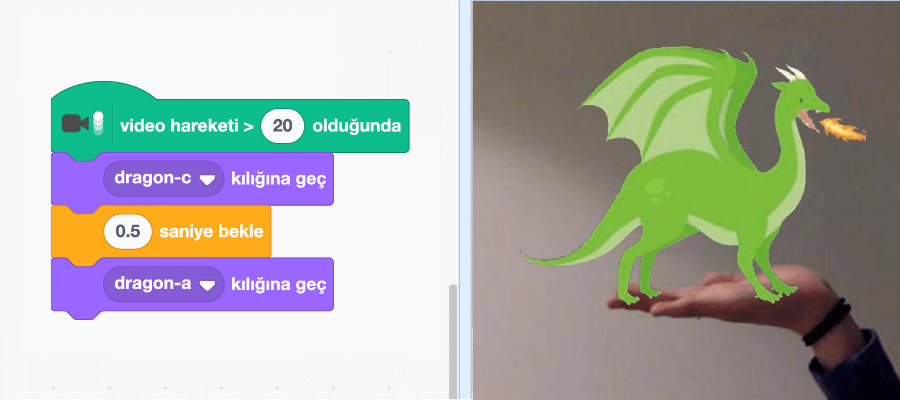 video hareketi > 20 olduğunda
dragon-c kılığına geç
0.5 saniye bekle
dragon-a kılığına geç